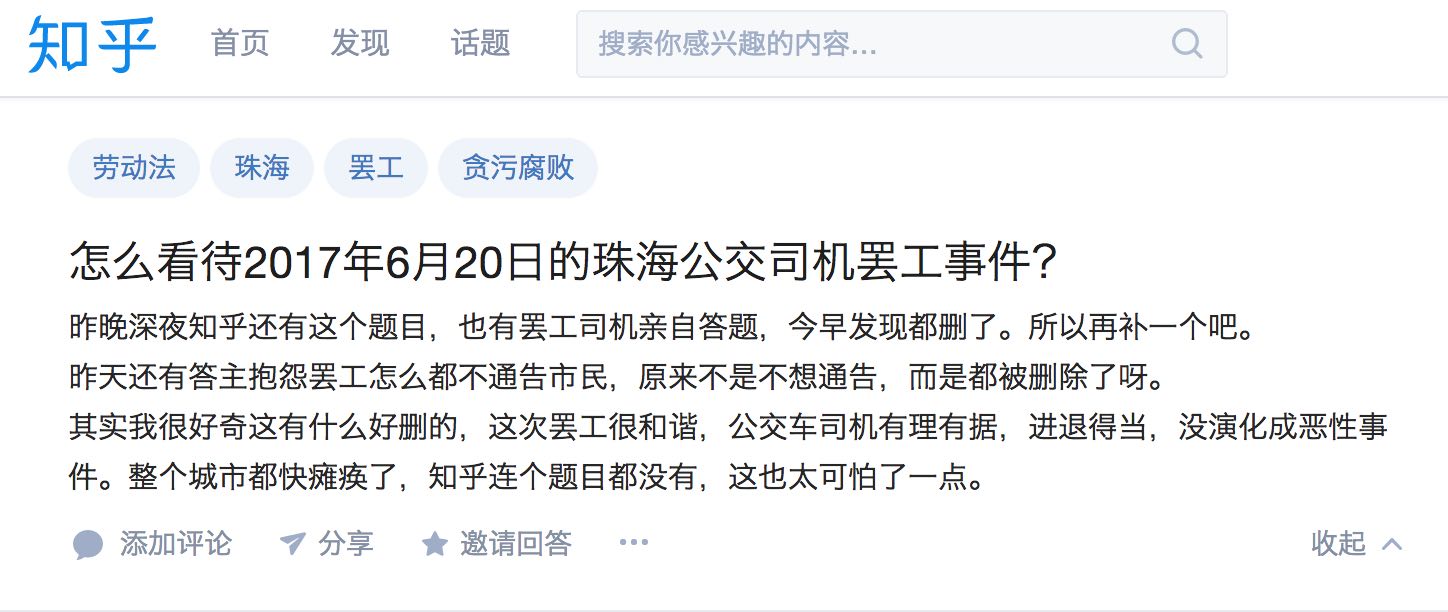 知乎 首页 发现 话题 搜索你感兴趣的内容...
劳动法 珠海 罢工 贪污腐败
怎么看待2017年6月20日的珠海公交司机罢工事件?
昨晚深夜知乎还有这个题目，也有罢工司机亲自答题，今早发现都删了。所以再补一个吧。
昨天还有答主抱怨罢工怎么都不通告市民，原来不是不想通告，而是都被删除了呀。
其实我很好奇这有什么好删的，这次罢工很和谐，公交车司机有理有据，进退得当，没演化成恶性事
件。整个城市都快瘫痪了，知乎连个题目都没有，这也太可怕了一点。
添加评论 分享 邀请回答 ••• 收起